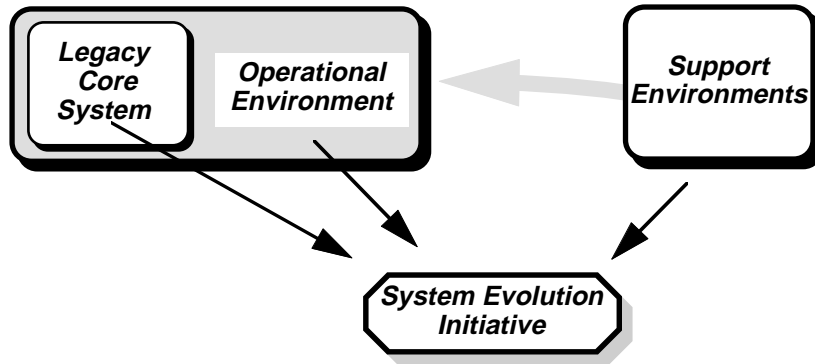 Legacy
Core
System
Operational
Environment
Support
Environments
System Evolution
Initiative